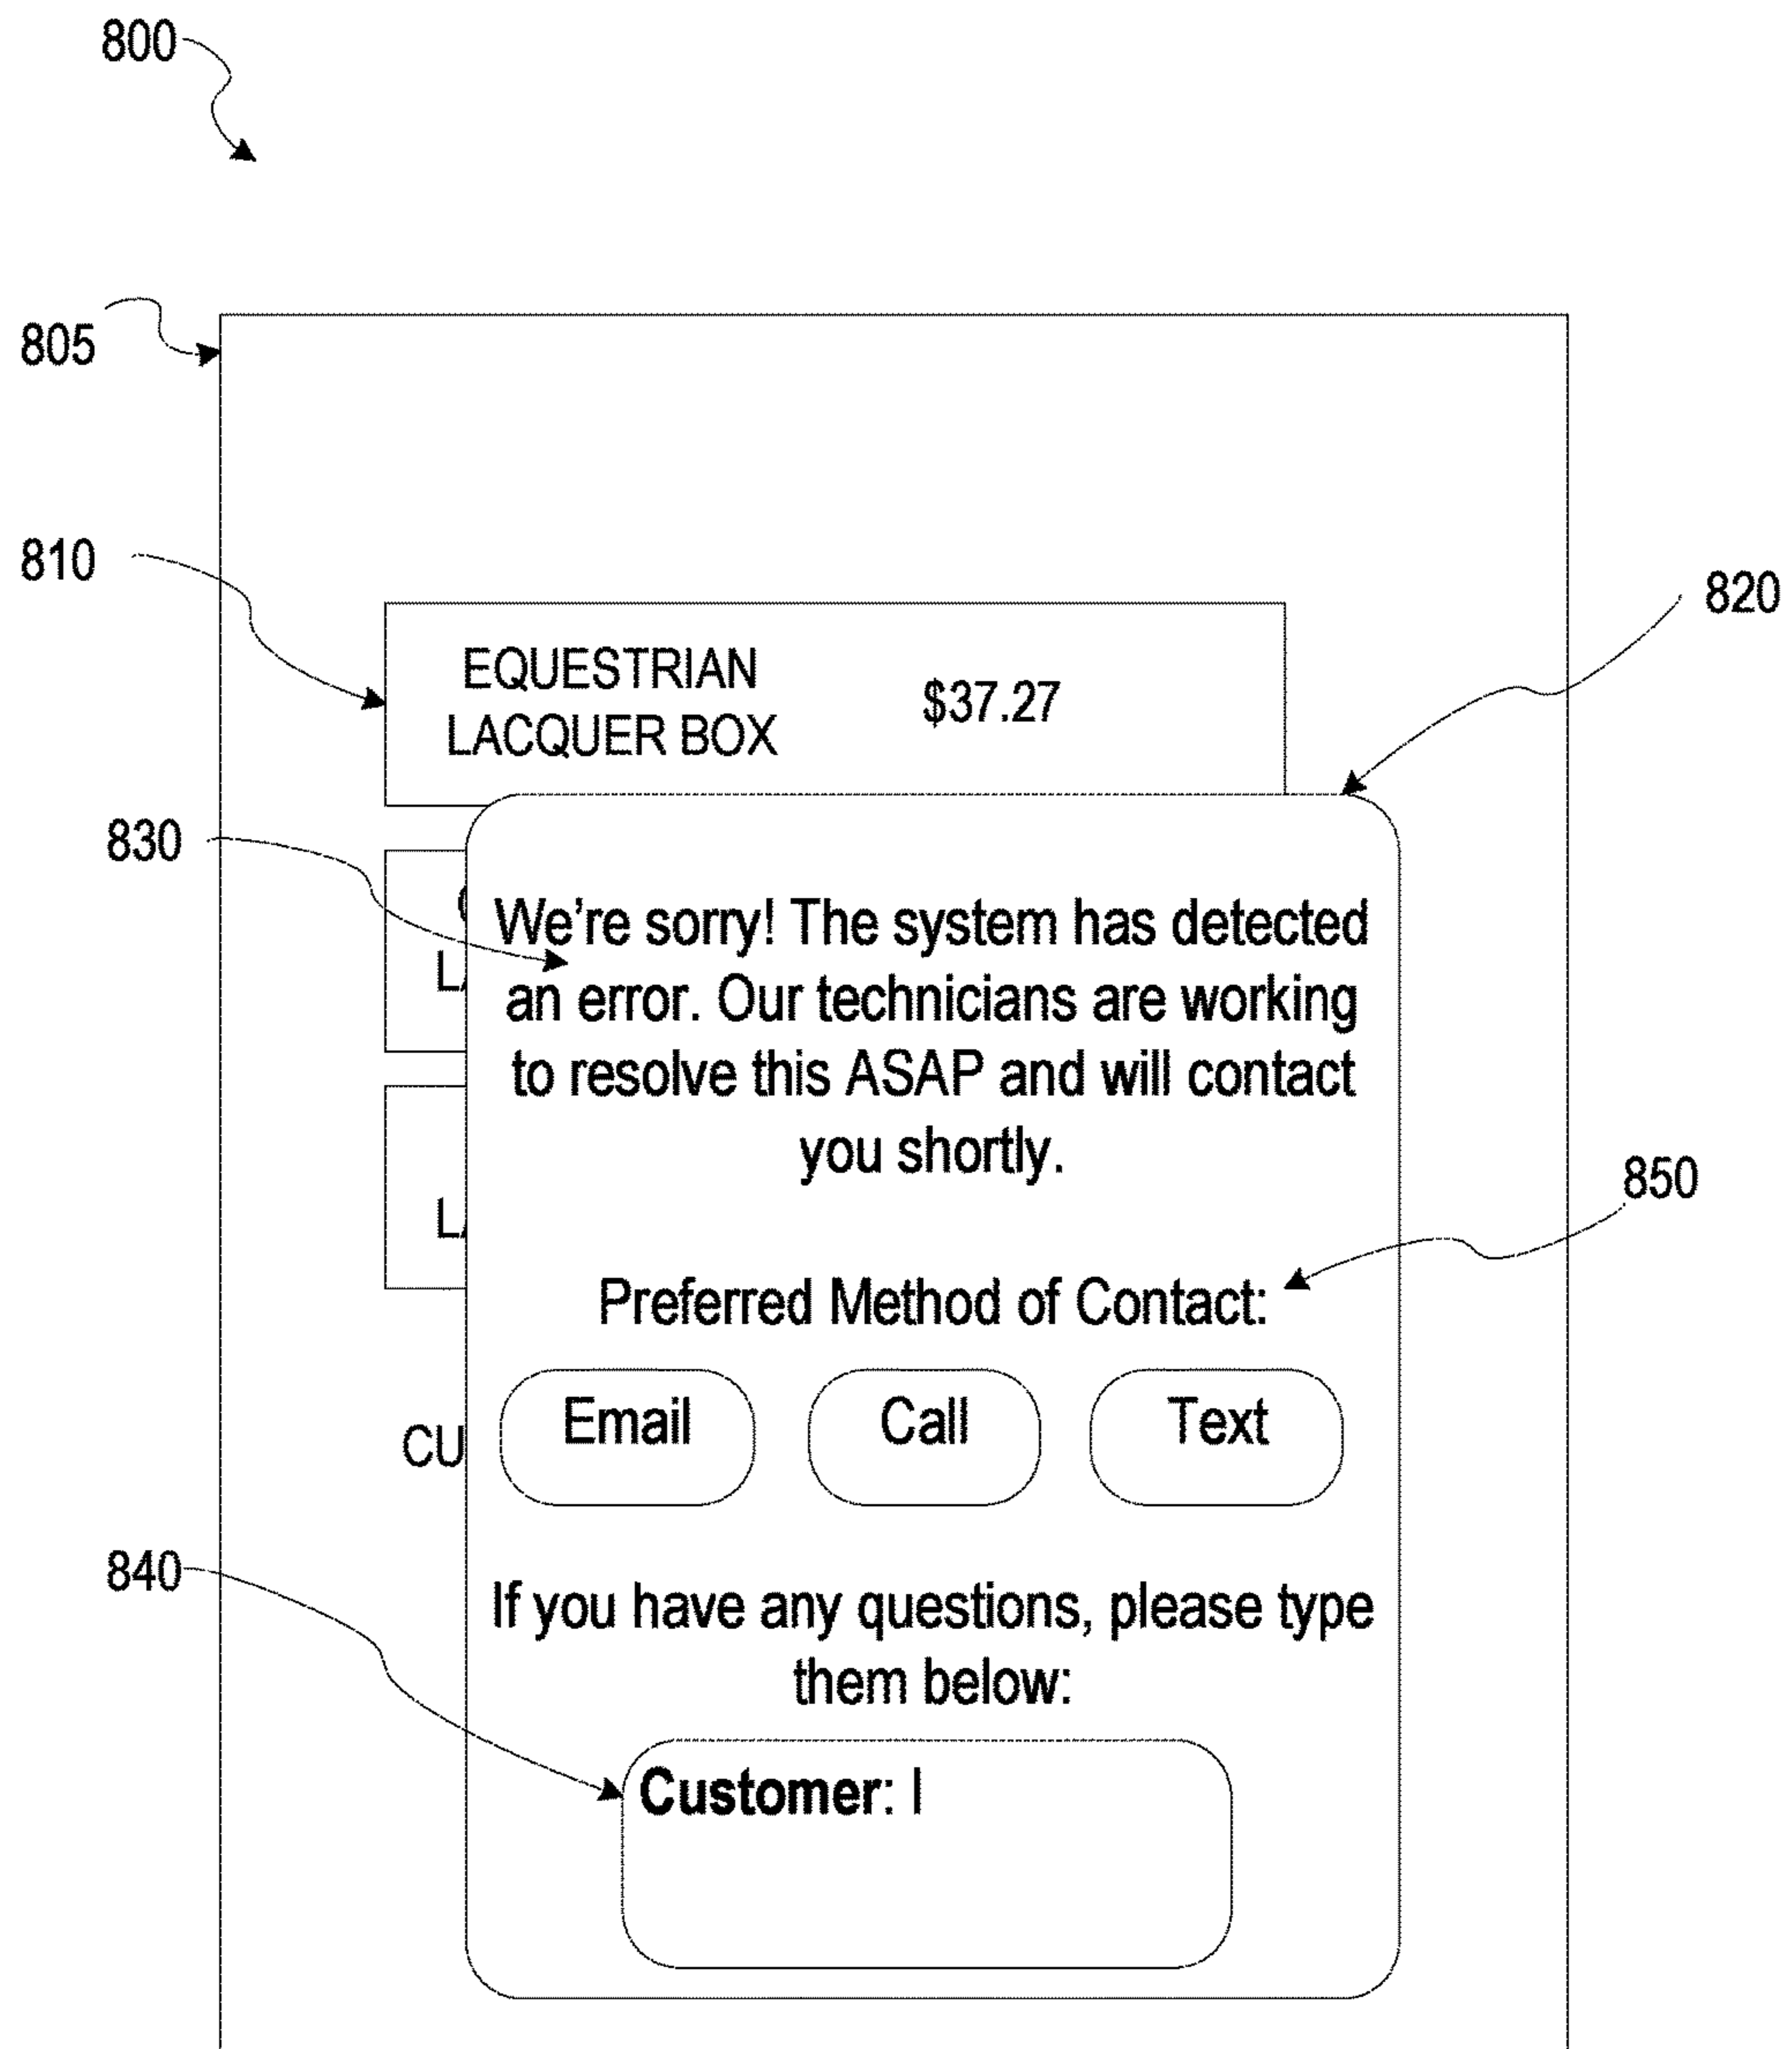 800
805
810
EQUESTRIAN
LACQUER BOX
$37.27
820
830
We're sorry! The system has detected
an error. Our technicians are working
to resolve this ASAP and will contact
you shortly.
850
Preferred Method of Contact:
Email
Call
Text
840
If you have any questions, please type
them below:
Customer: |